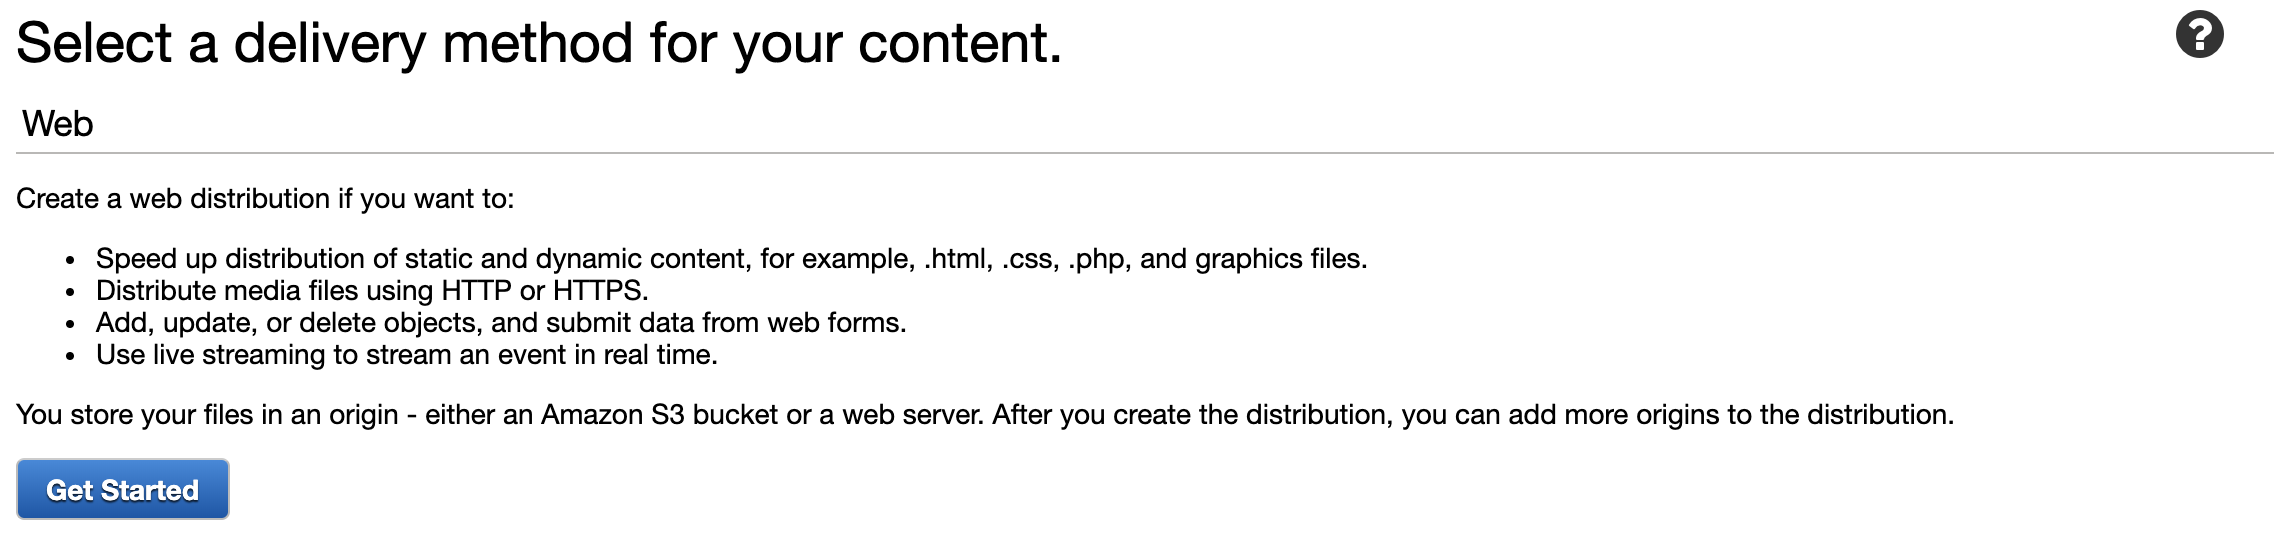 Select a delivery method for your content.
?
Web
Create a web distribution if you want to:
• Speed up distribution of static and dynamic content, for example, .html, .css, .php, and graphics files.
• Distribute media files using HTTP or HTTPS.
• Add, update, or delete objects, and submit data from web forms.
• Use live streaming to stream an event in real time.
You store your files in an origin - either an Amazon S3 bucket or a web server. After you create the distribution, you can add more origins to the distribution.
Get Started